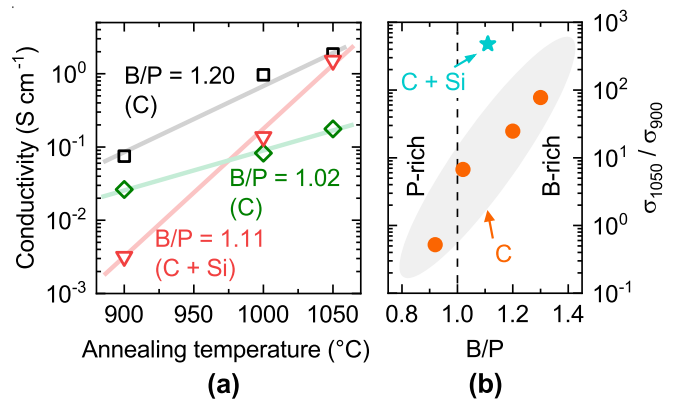 Conductivity (S cm⁻¹)
10⁰
10⁻¹
10⁻²
10⁻³
B/P = 1.20
(C)
B/P = 1.02
(C)
B/P = 1.11
(C + Si)
900
950
1000
1050
Annealing temperature (°C)
(a)
C + Si
P-rich
B-rich
C
10³
10²
10¹
10⁰
10⁻¹
σ₁₀₅₀ / σ₉₀₀
0.8
1.0
1.2
1.4
B/P
(b)